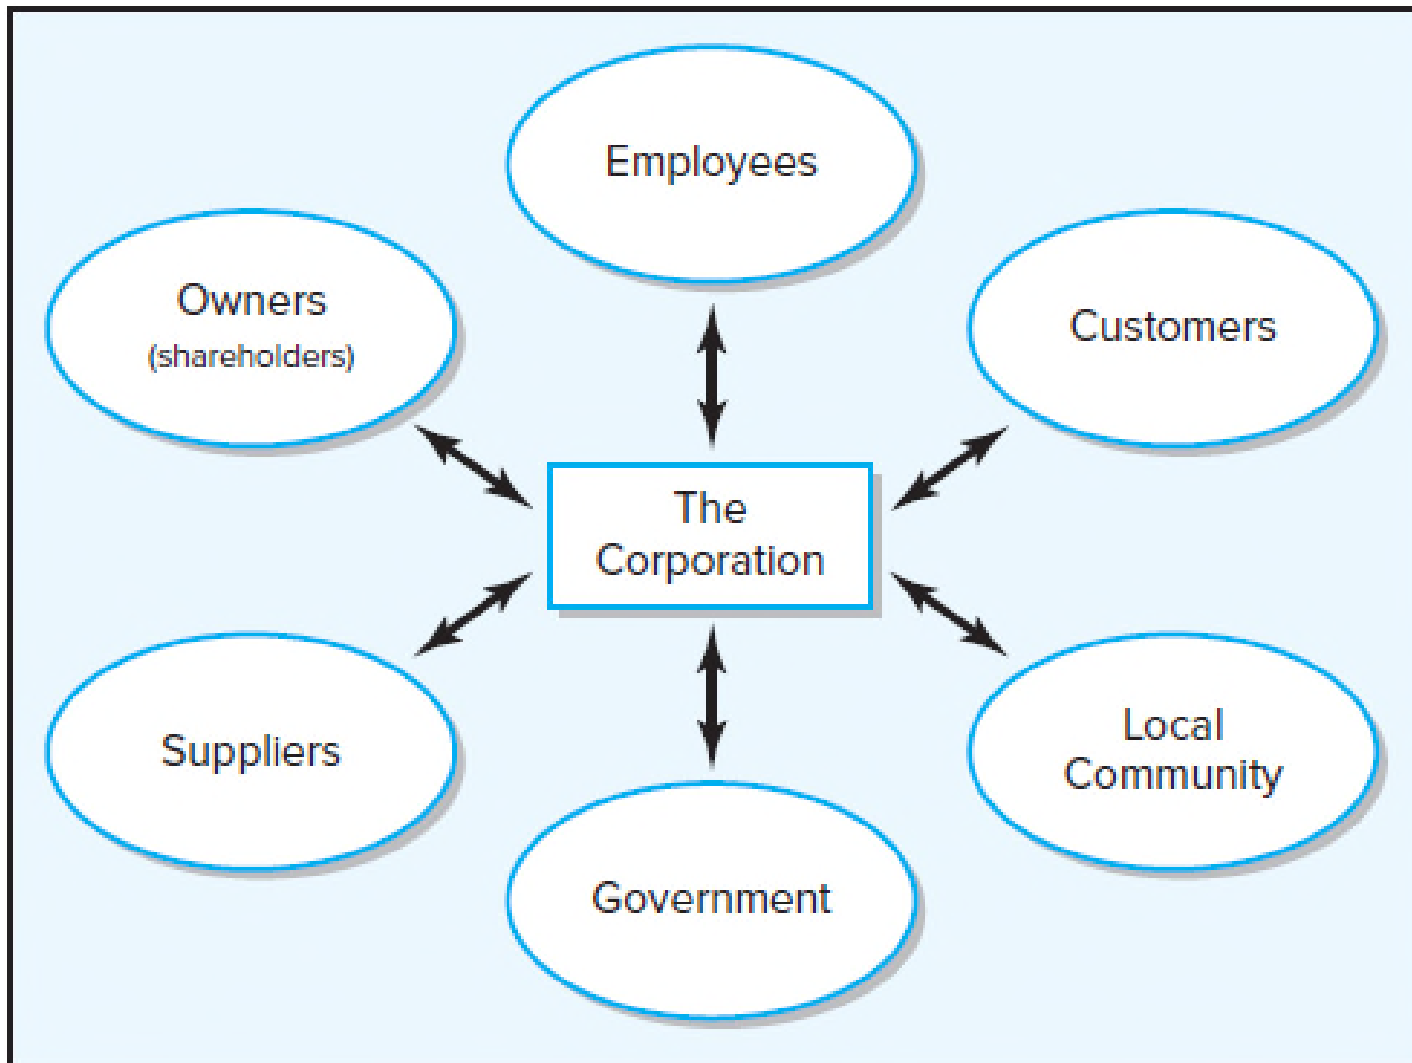 Employees
Owners
(shareholders)
Customers
The
Corporation
Suppliers
Local
Community
Government